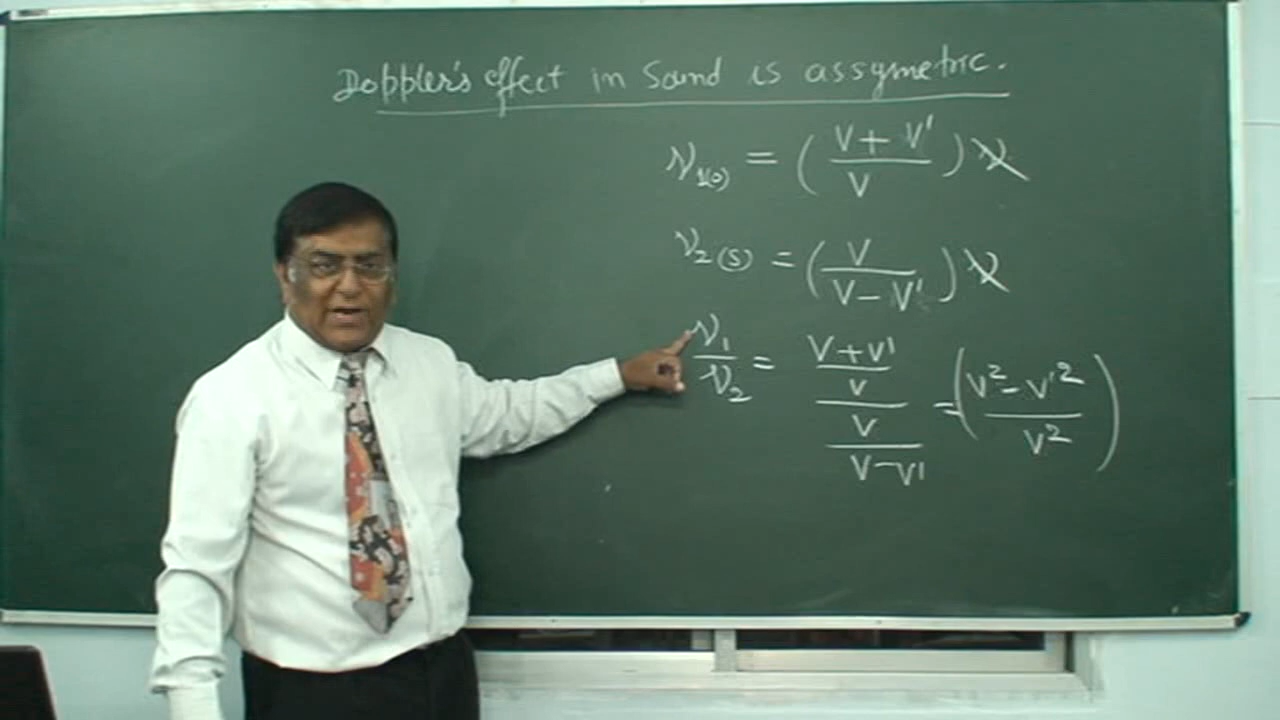 Doppler's effect in Sound is assymetric.
ν₁(o) = ( (V + V') / V ) ν
ν₂(s) = ( V / (V - V') ) ν
ν₁ / ν₂ = ( (V + V') / V ) / ( V / (V - V') ) = ( (V² - V'²) / V² )